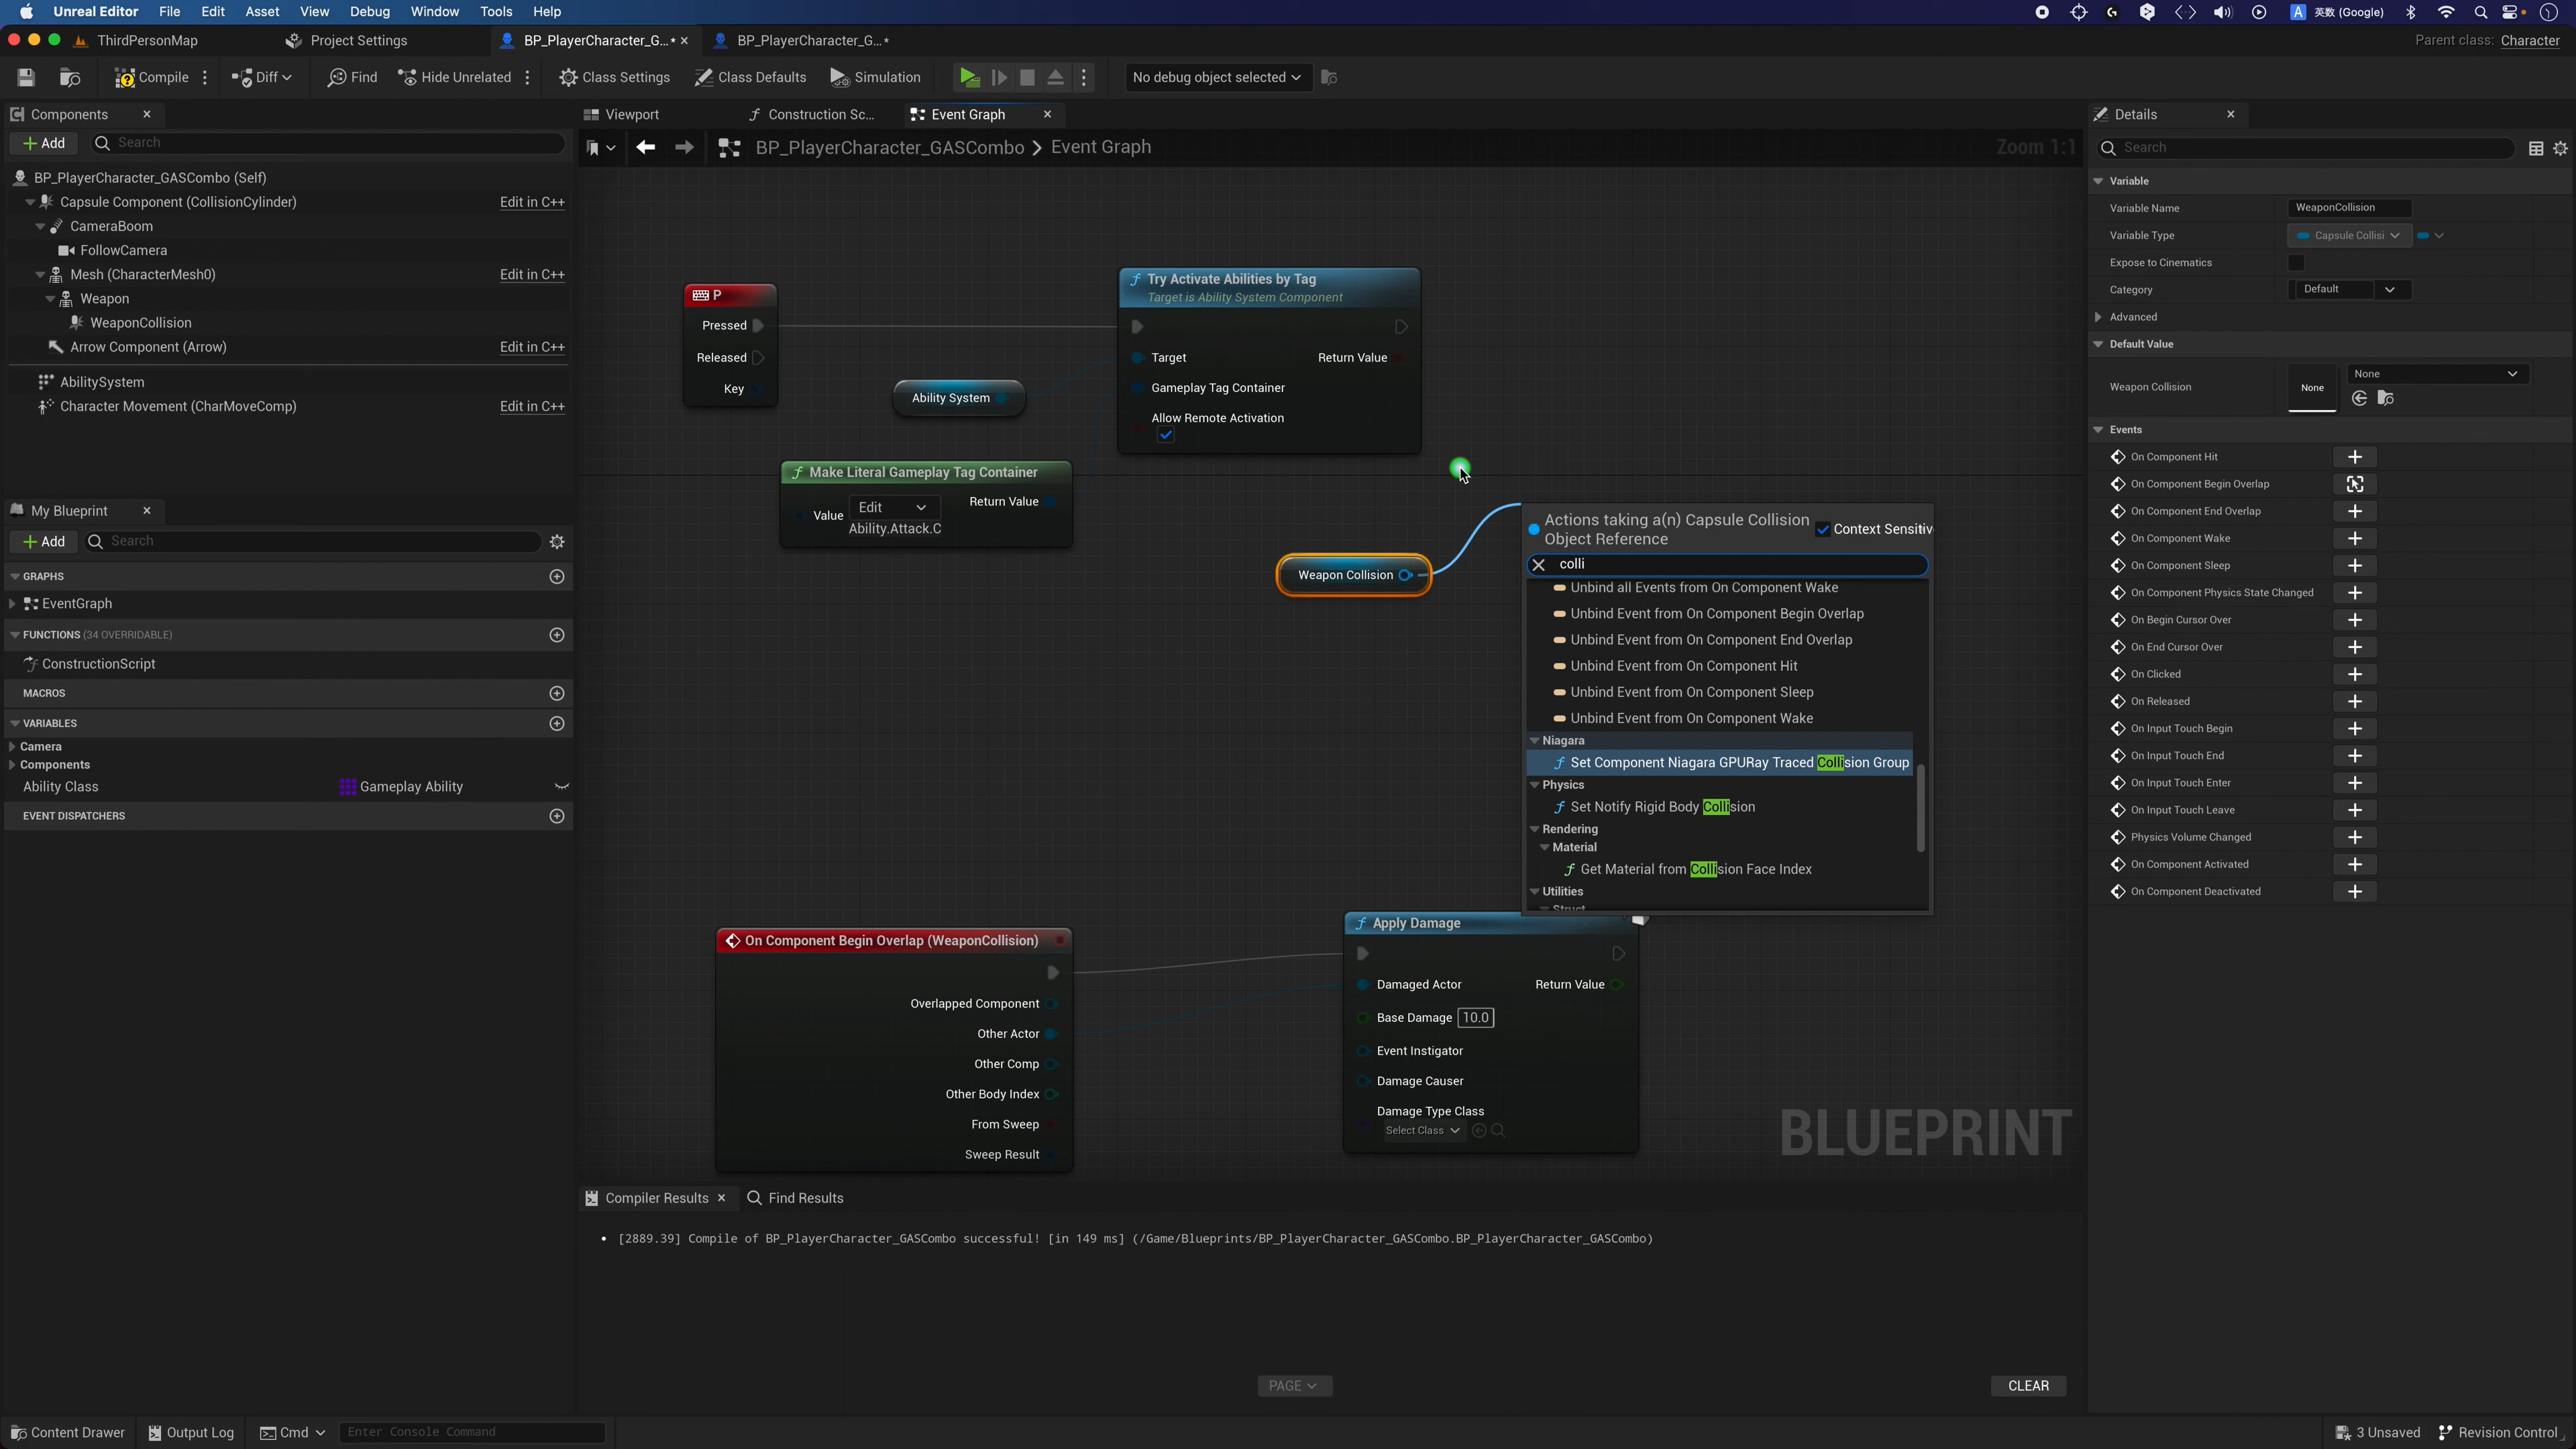 Unreal Editor File Edit Asset View Debug Window Tools Help
A 英数 (Google)
ThirdPersonMap
Project Settings
BP_PlayerCharacter_G...*
BP_PlayerCharacter_G...*
Parent class: Character
Compile
Diff
Find
Hide Unrelated
Class Settings
Class Defaults
Simulation
No debug object selected
Components
Add
Search
BP_PlayerCharacter_GASCombo (Self)
Capsule Component (CollisionCylinder) Edit in C++
CameraBoom
FollowCamera
Mesh (CharacterMesh0) Edit in C++
Weapon
WeaponCollision
Arrow Component (Arrow) Edit in C++
AbilitySystem
Character Movement (CharMoveComp) Edit in C++
My Blueprint
Add
Search
GRAPHS
EventGraph
FUNCTIONS (34 OVERRIDABLE)
ConstructionScript
MACROS
VARIABLES
Camera
Components
Ability Class Gameplay Ability
EVENT DISPATCHERS
Viewport
Construction Sc...
Event Graph
BP_PlayerCharacter_GASCombo > Event Graph
Zoom 1:1
P
Pressed
Released
Key
Ability System
Make Literal Gameplay Tag Container
Value Edit
Ability.Attack.C
Return Value
Try Activate Abilities by Tag
Target is Ability System Component
Target
Return Value
Gameplay Tag Container
Allow Remote Activation
Weapon Collision
Actions taking a(n) Capsule Collision
Object Reference
Context Sensitiv
colli
Unbind all Events from On Component Wake
Unbind Event from On Component Begin Overlap
Unbind Event from On Component End Overlap
Unbind Event from On Component Hit
Unbind Event from On Component Sleep
Unbind Event from On Component Wake
Niagara
Set Component Niagara GPURay Traced Collision Group
Physics
Set Notify Rigid Body Collision
Rendering
Material
Get Material from Collision Face Index
Utilities
Struct
On Component Begin Overlap (WeaponCollision)
Overlapped Component
Other Actor
Other Comp
Other Body Index
From Sweep
Sweep Result
Apply Damage
Damaged Actor
Return Value
Base Damage 10.0
Event Instigator
Damage Causer
Damage Type Class
Select Class
BLUEPRINT
Compiler Results
Find Results
[2889.39] Compile of BP_PlayerCharacter_GASCombo successful! [in 149 ms] (/Game/Blueprints/BP_PlayerCharacter_GASCombo.BP_PlayerCharacter_GASCombo)
PAGE
CLEAR
Details
Search
Variable
Variable Name WeaponCollision
Variable Type Capsule Collisi
Expose to Cinematics
Category Default
Advanced
Default Value
Weapon Collision None None
Events
On Component Hit
On Component Begin Overlap
On Component End Overlap
On Component Wake
On Component Sleep
On Component Physics State Changed
On Begin Cursor Over
On End Cursor Over
On Clicked
On Released
On Input Touch Begin
On Input Touch End
On Input Touch Enter
On Input Touch Leave
Physics Volume Changed
On Component Activated
On Component Deactivated
Content Drawer
Output Log
Cmd
Enter Console Command
3 Unsaved
Revision Control